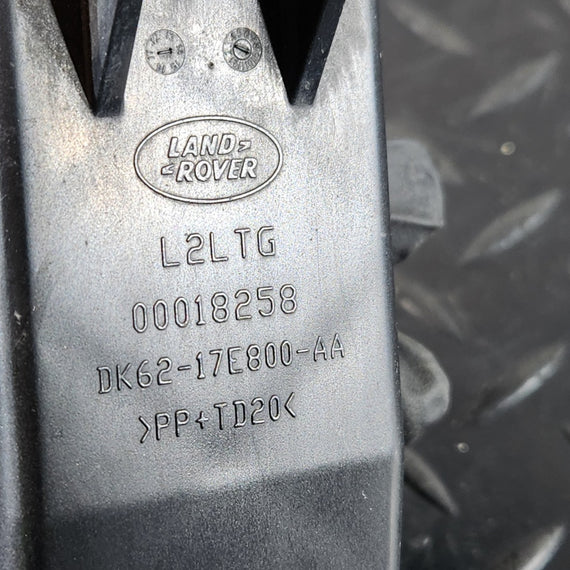 LAND>
<ROVER
L2LTG
00018258
DK62-17E800-AA
>PP+TD20<